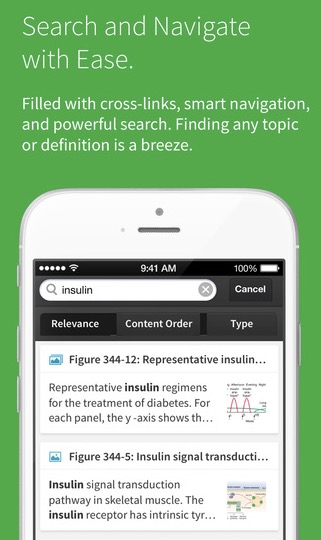 Search and Navigate
with Ease.
Filled with cross-links, smart navigation,
and powerful search. Finding any topic
or definition is a breeze.
9:41 AM 100%
insulin Cancel
Relevance Content Order Type
Figure 344-12: Representative insulin…
Representative insulin regimens
for the treatment of diabetes. For
each panel, the y -axis shows th…
Figure 344-5: Insulin signal transducti…
Insulin signal transduction
pathway in skeletal muscle. The
insulin receptor has intrinsic tyr…